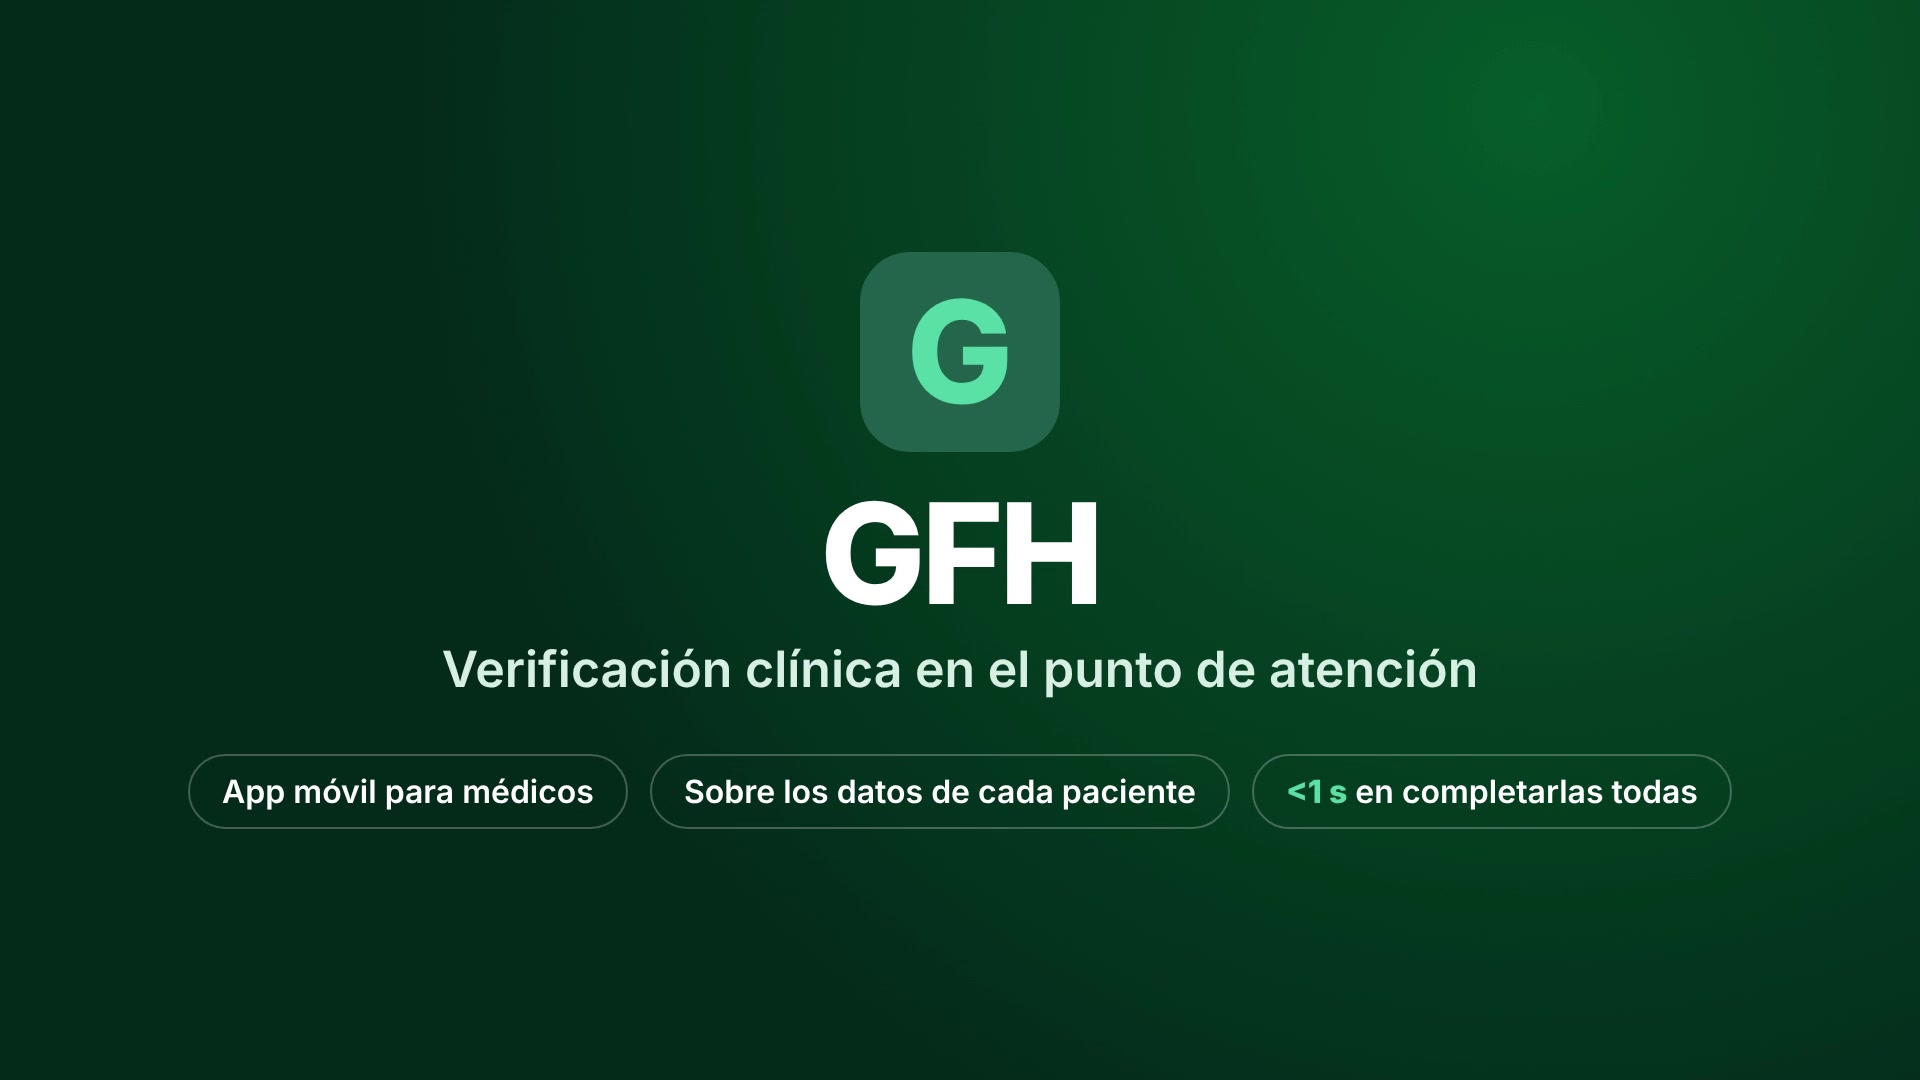 G
GFH
Verificación clínica en el punto de atención
App móvil para médicos
Sobre los datos de cada paciente
<1 s en completarlas todas